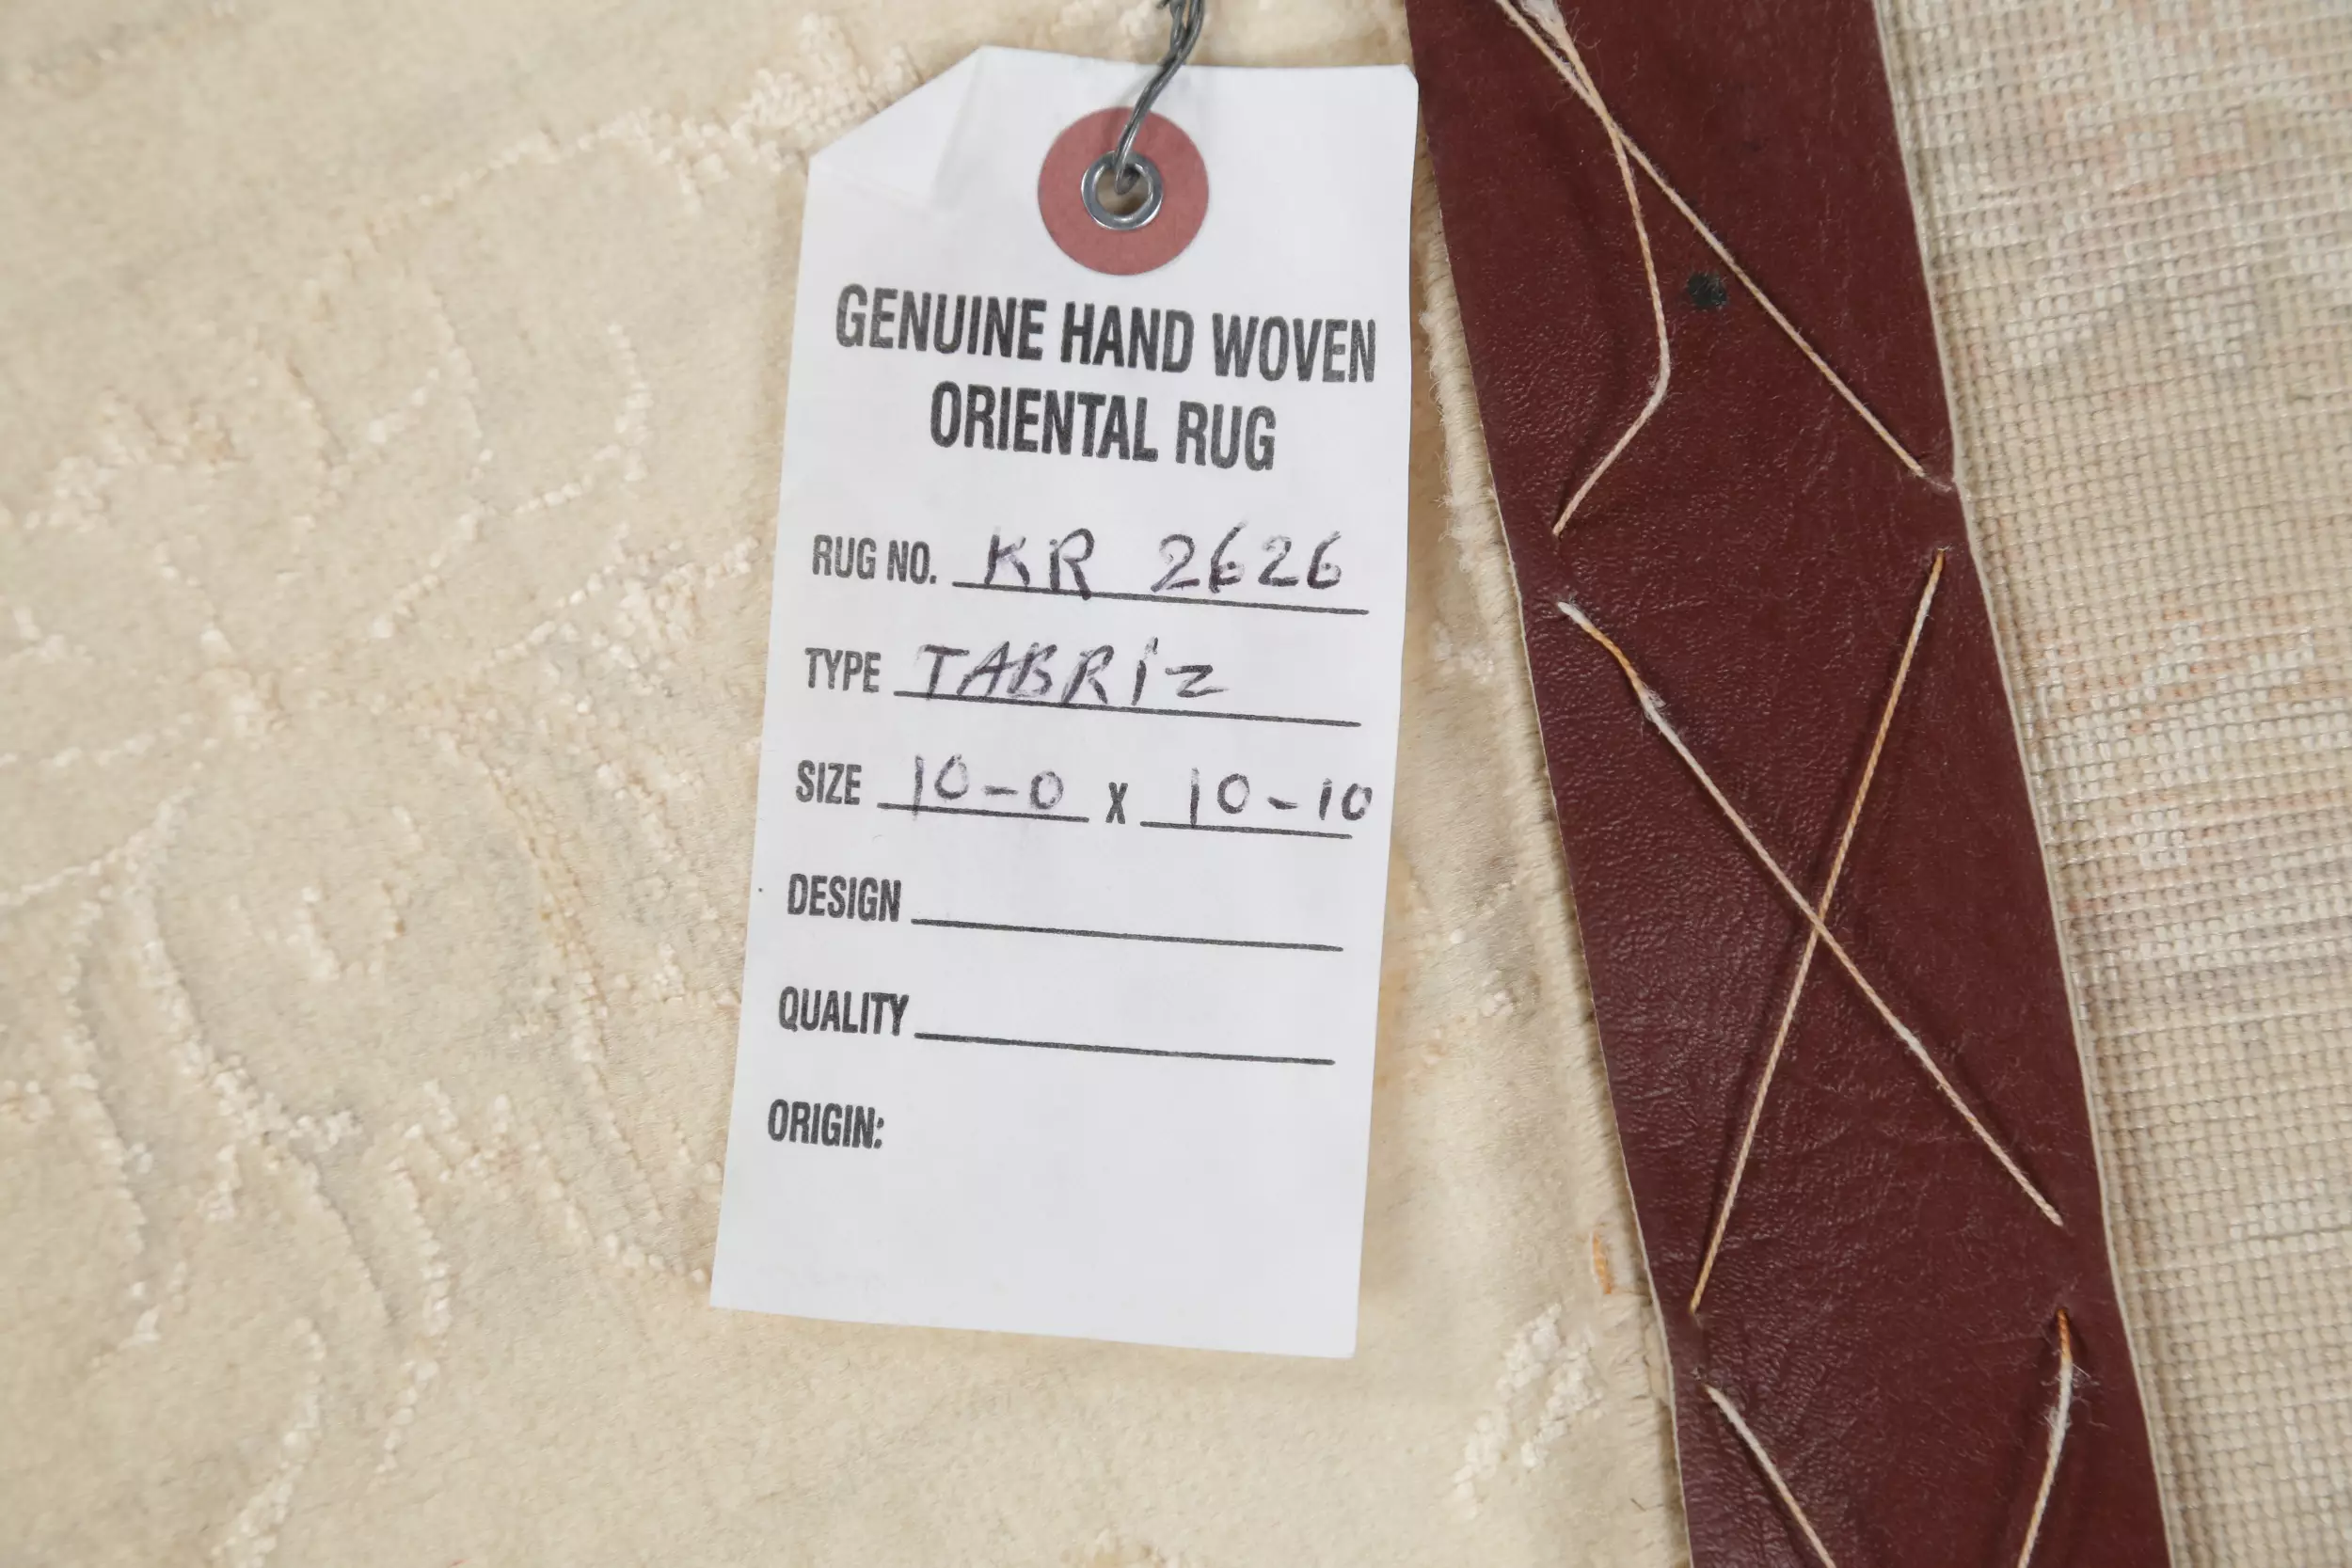 GENUINE HAND WOVEN
ORIENTAL RUG
RUG NO. KR 2626
TYPE TABRiZ
SIZE 10-0 X 10-10
DESIGN
QUALITY
ORIGIN: